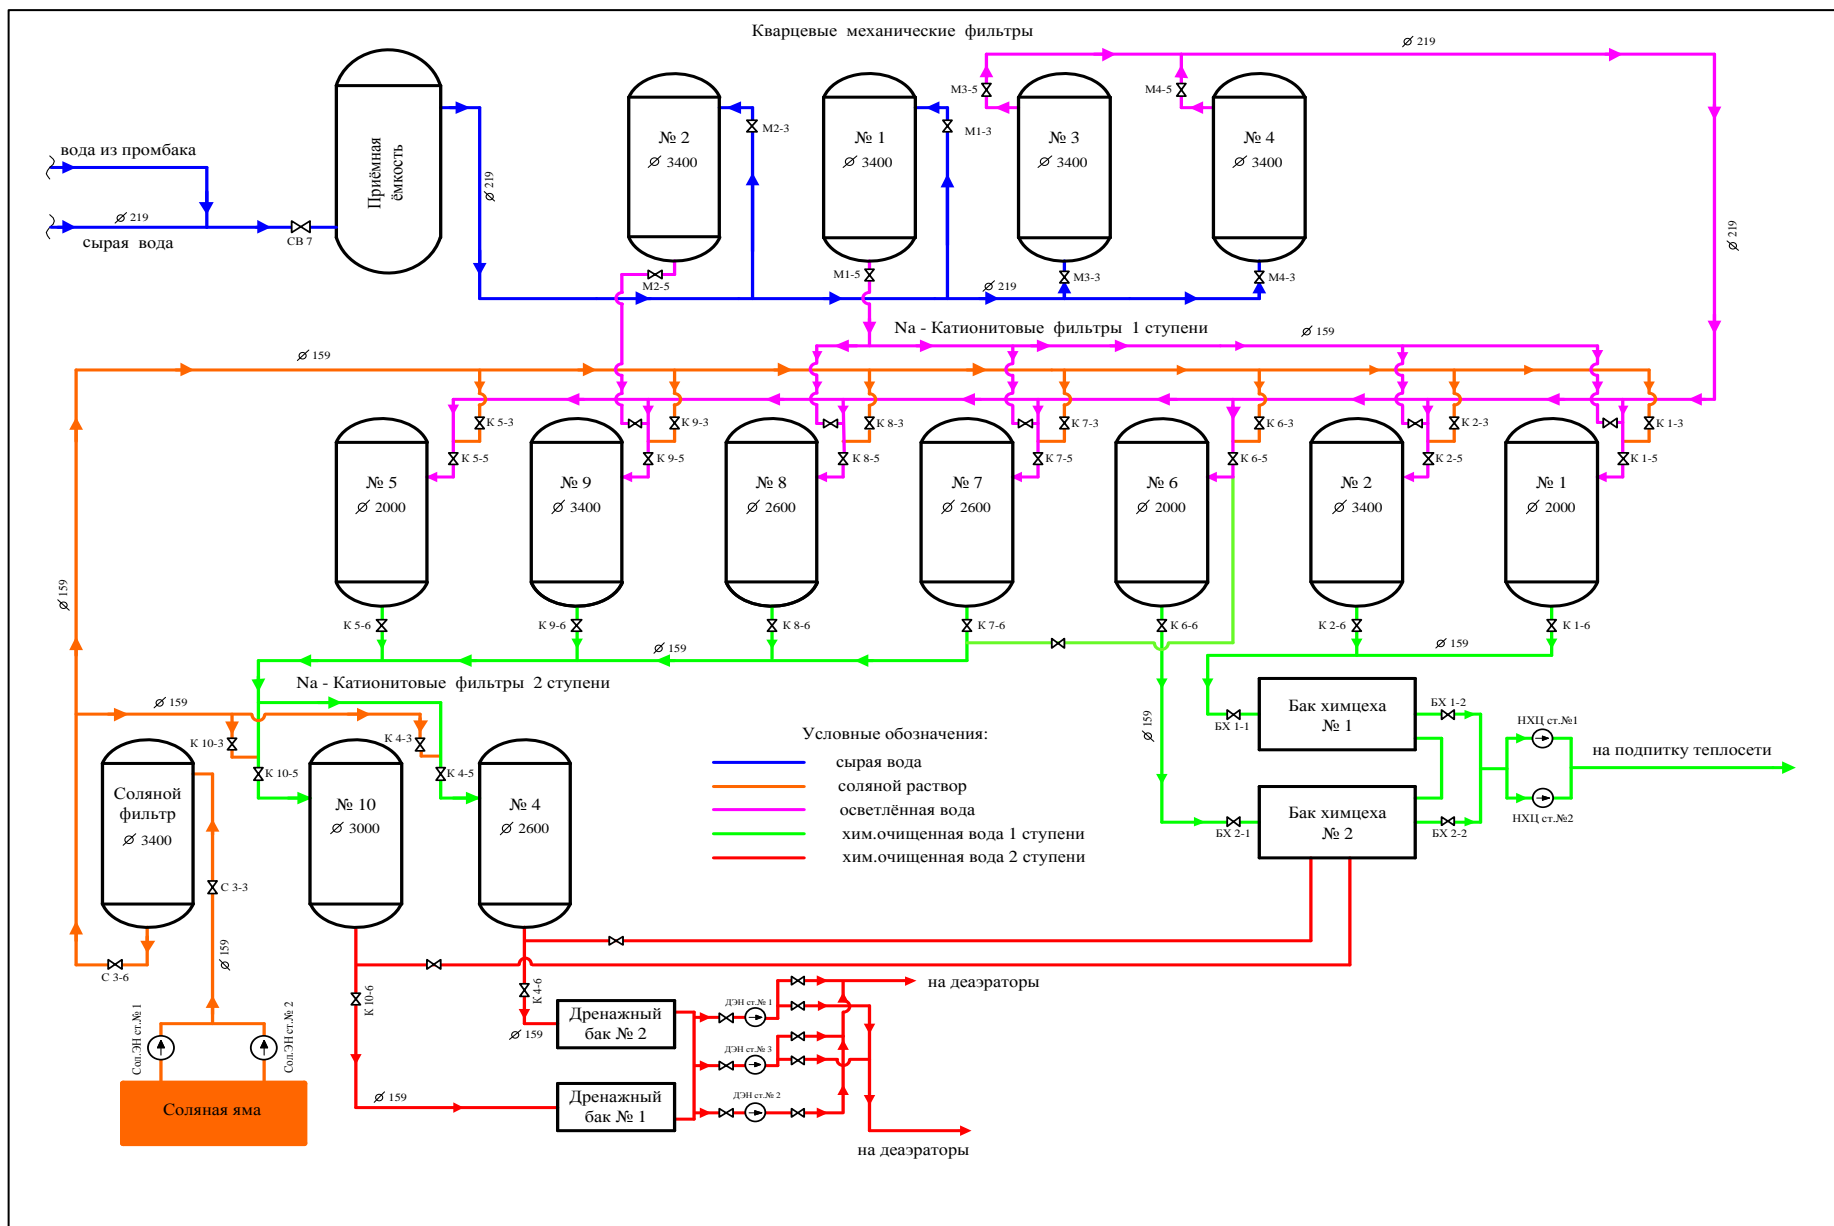 Кварцевые механические фильтры
⌀ 219
М3-5
М4-5
№ 2
⌀ 3400
М2-3
№ 1
⌀ 3400
М1-3
№ 3
⌀ 3400
№ 4
⌀ 3400
Приёмная
ёмкость
вода из промбака
⌀ 219
сырая вода
СВ 7
⌀ 219
⌀ 219
М2-5
М1-5
М3-3
М4-3
⌀ 219
Na - Катионитовые фильтры 1 ступени
⌀ 159
⌀ 159
К 5-3
К 9-3
К 8-3
К 7-3
К 6-3
К 2-3
К 1-3
К 5-5
К 9-5
К 8-5
К 7-5
К 6-5
К 2-5
К 1-5
№ 5
⌀ 2000
№ 9
⌀ 3400
№ 8
⌀ 2600
№ 7
⌀ 2600
№ 6
⌀ 2000
№ 2
⌀ 3400
№ 1
⌀ 2000
⌀ 159
К 5-6
К 9-6
К 8-6
К 7-6
К 6-6
К 2-6
К 1-6
⌀ 159
⌀ 159
Na - Катионитовые фильтры 2 ступени
⌀ 159
К 10-3
К 4-3
К 10-5
К 4-5
Соляной
фильтр
⌀ 3400
№ 10
⌀ 3000
№ 4
⌀ 2600
С 3-3
С 3-6
⌀ 159
Условные обозначения:
сырая вода
соляной раствор
осветлённая вода
хим.очищенная вода 1 ступени
хим.очищенная вода 2 ступени
⌀ 159
БХ 1-1
Бак химцеха
№ 1
БХ 1-2
НХЦ ст.№1
на подпитку теплосети
БХ 2-1
Бак химцеха
№ 2
БХ 2-2
НХЦ ст.№2
К 10-6
К 4-6
⌀ 159
Дренажный
бак № 2
ДЭН ст.№ 1
на деаэраторы
ДЭН ст.№ 3
⌀ 159
Дренажный
бак № 1
ДЭН ст.№ 2
на деаэраторы
Сол.ЭН ст.№ 1
Сол.ЭН ст.№ 2
Соляная яма